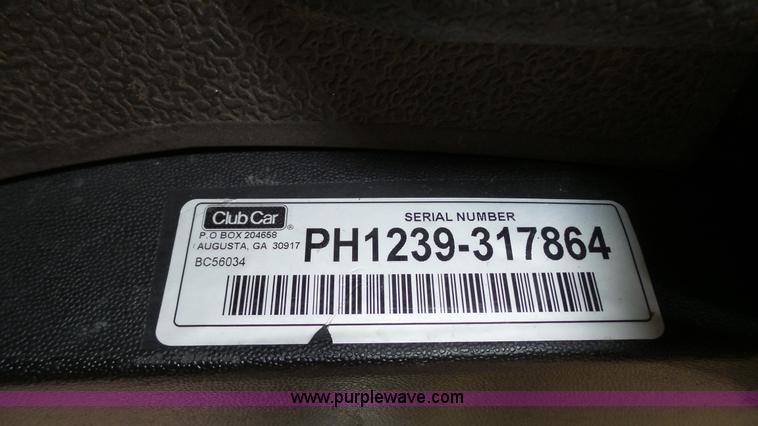 Club Car
®
P.O BOX 204658
AUGUSTA, GA 30917
BC56034
SERIAL NUMBER
PH1239-317864
www.purplewave.com